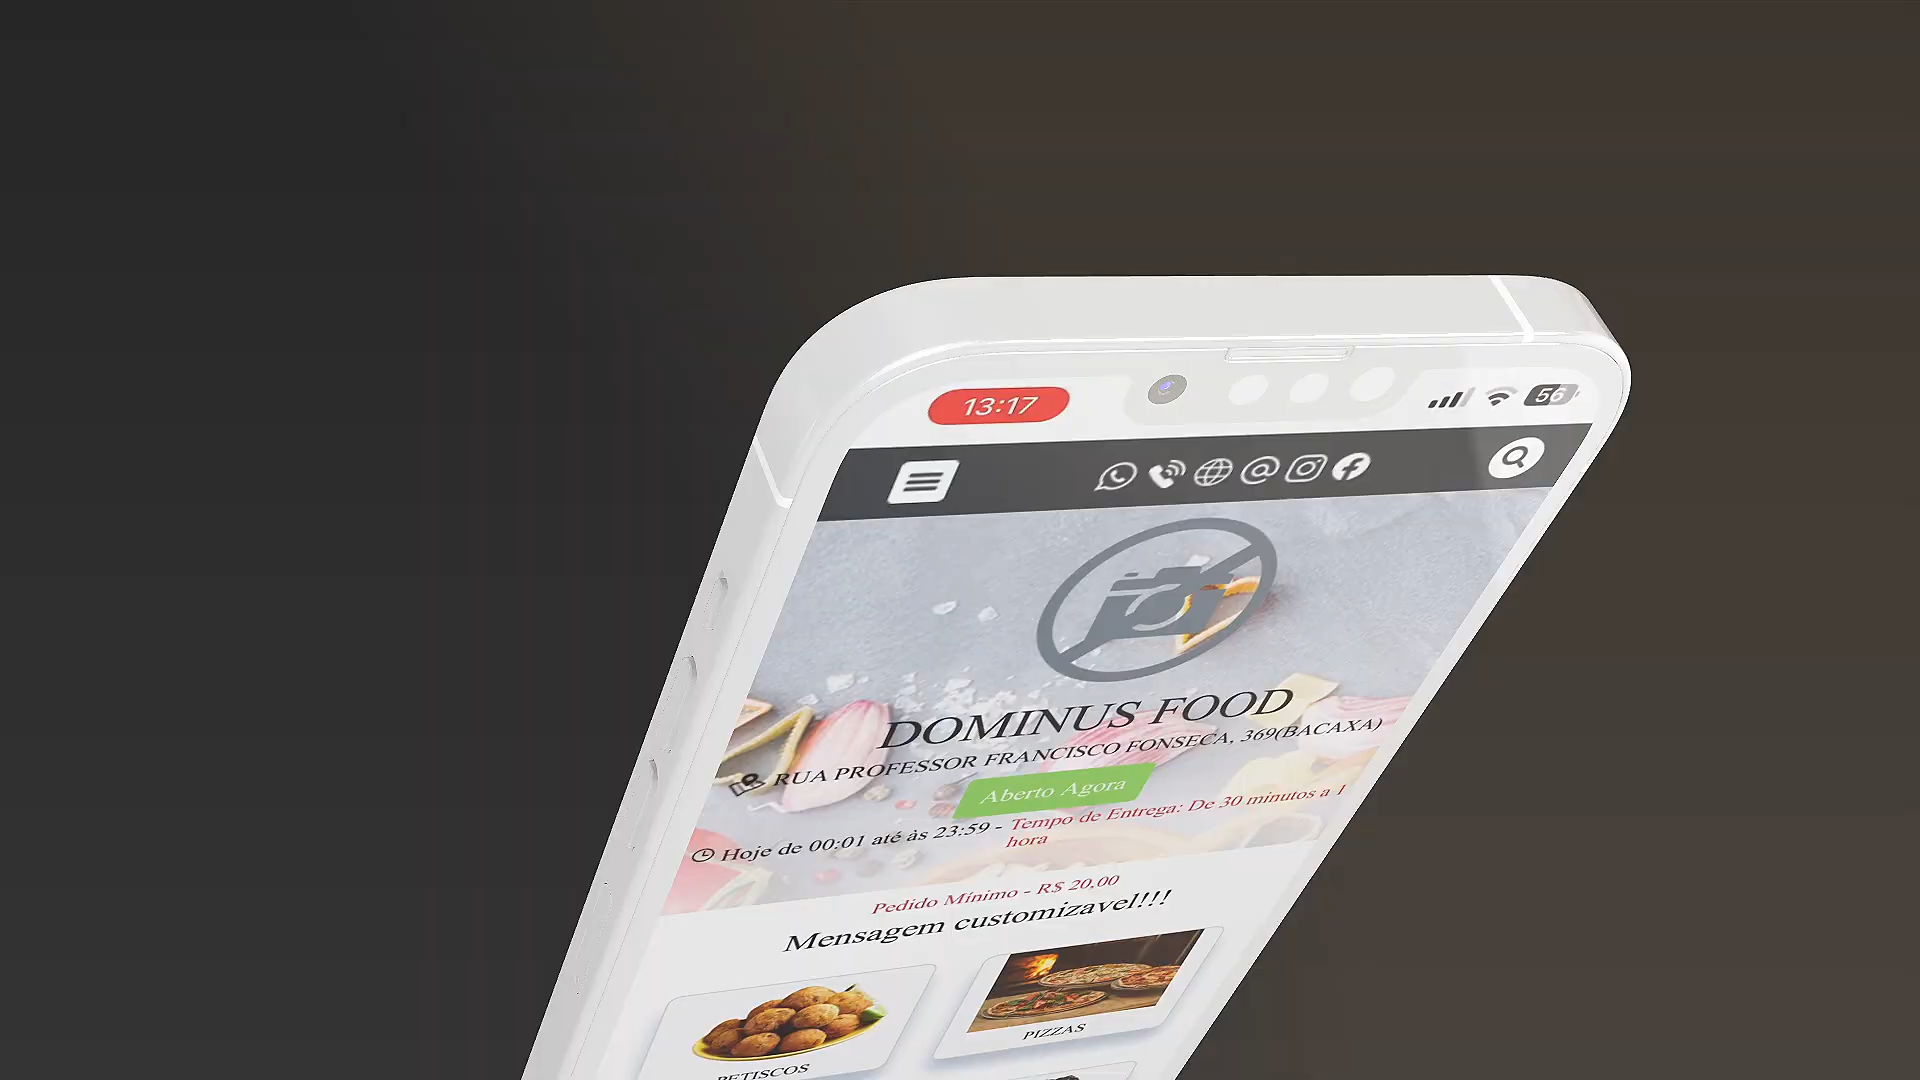 13:17
56
DOMINUS FOOD
RUA PROFESSOR FRANCISCO FONSECA, 369(BACAXA)
Aberto Agora
Hoje de 00:01 até às 23:59 - Tempo de Entrega: De 30 minutos a 1
hora
Pedido Mínimo - R$ 20,00
Mensagem customizavel!!!
PETISCOS
PIZZAS